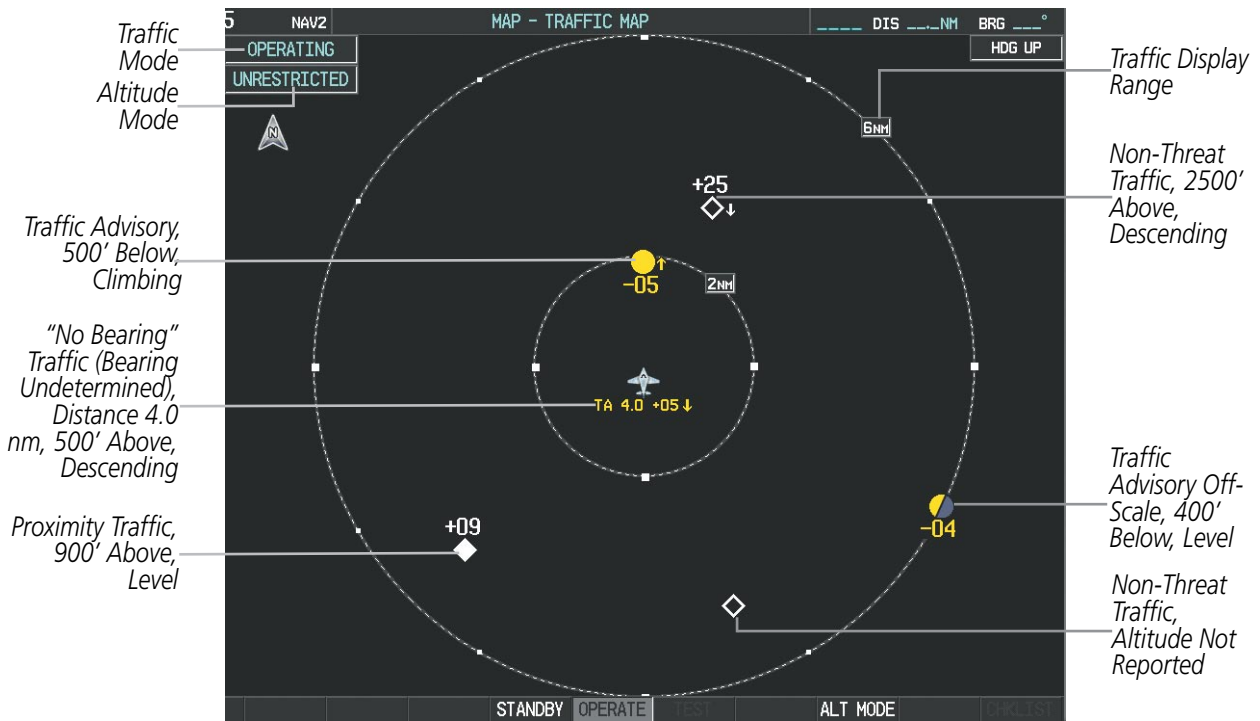 5 NAV2 MAP - TRAFFIC MAP ____ DIS __._NM BRG ___°
Traffic
Mode
OPERATING
HDG UP
UNRESTRICTED
Altitude
Mode
Traffic Display
Range
N
6NM
Non-Threat
Traffic, 2500’
Above,
Descending
+25
Traffic Advisory,
500’ Below,
Climbing
-05
2NM
“No Bearing”
Traffic (Bearing
Undetermined),
Distance 4.0
nm, 500’ Above,
Descending
TA 4.0 +05↓
Traffic
Advisory Off-
Scale, 400’
Below, Level
-04
Proximity Traffic,
900’ Above,
Level
+09
Non-Threat
Traffic,
Altitude Not
Reported
STANDBY OPERATE TEST ALT MODE CHKLIST